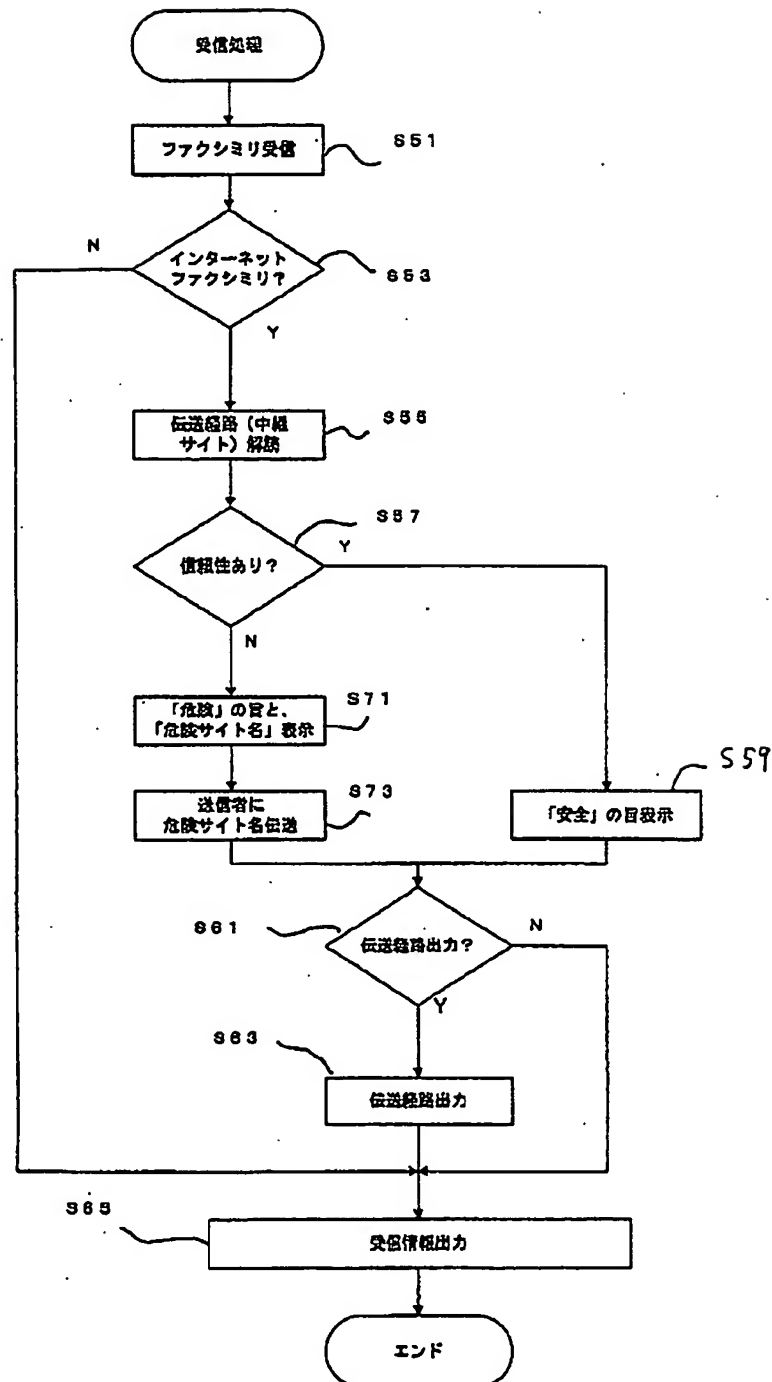 受信処理
ファクシミリ受信
S51
N
インターネット
ファクシミリ？
S53
Y
伝送経路（中継
サイト）解読
S55
S57
信頼性あり？
Y
N
「危険」の旨と、
「危険サイト名」表示
S71
S59
送信者に
危険サイト名伝送
S73
「安全」の旨表示
S61
伝送経路出力？
N
Y
S63
伝送経路出力
S65
受信情報出力
エンド